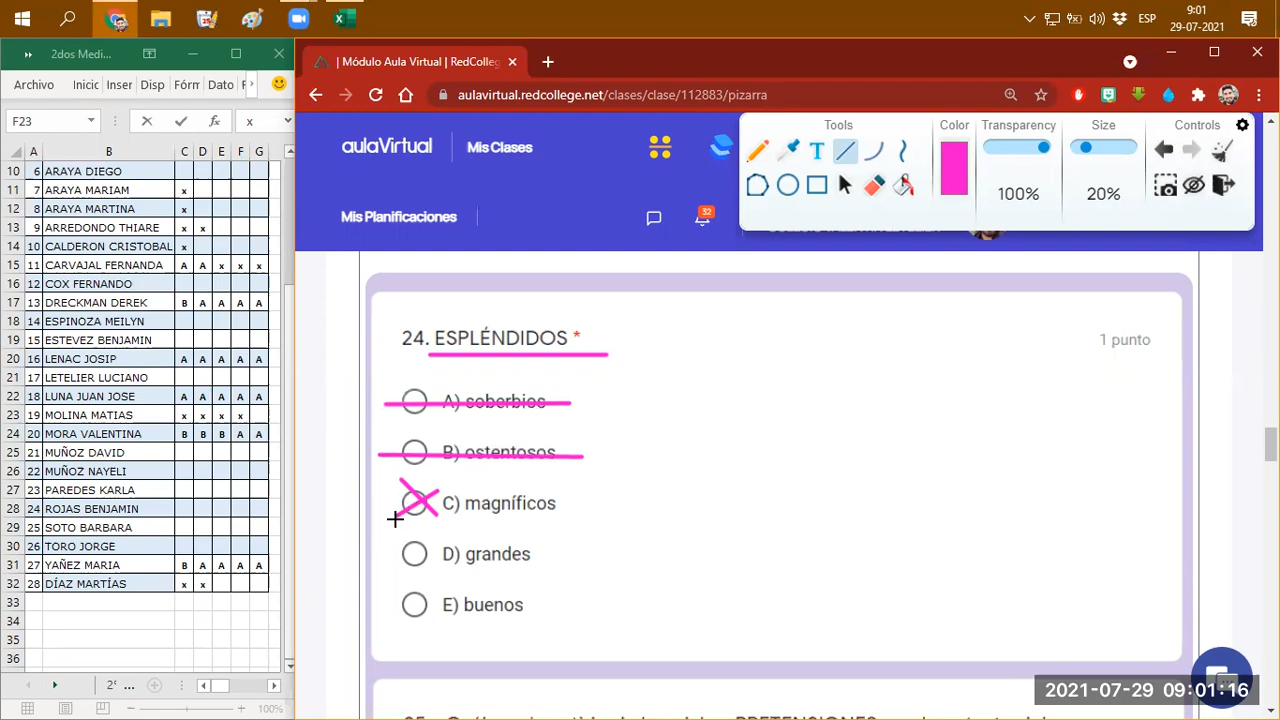 ESP
9:01
29-07-2021
2dos Medi...
| Módulo Aula Virtual | RedColleg
aulavirtual.redcollege.net/clases/clase/112883/pizarra
Archivo Inicio Inser Disp Fórm Dato F
F23 fx x
A B C D E F G
10 6 ARAYA DIEGO
11 7 ARAYA MARIAM x
12 8 ARAYA MARTINA x
13 9 ARREDONDO THIARE x x
14 10 CALDERON CRISTOBAL x
15 11 CARVAJAL FERNANDA A A x x x
16 12 COX FERNANDO
17 13 DRECKMAN DEREK B A A A A
18 14 ESPINOZA MEILYN
19 15 ESTEVEZ BENJAMIN
20 16 LENAC JOSIP A A A A A
21 17 LETELIER LUCIANO
22 18 LUNA JUAN JOSE A A A A A
23 19 MOLINA MATIAS x x x x
24 20 MORA VALENTINA B B B A A
25 21 MUÑOZ DAVID
26 22 MUÑOZ NAYELI
27 23 PAREDES KARLA
28 24 ROJAS BENJAMIN
29 25 SOTO BARBARA
30 26 TORO JORGE
31 27 YAÑEZ MARIA B A A A A
32 28 DÍAZ MARTÍAS x x
33
34
35
36
2° ...
100%
aulaVirtual Mis Clases
Mis Planificaciones
32
Tools Color Transparency Size Controls
100% 20%
24. ESPLÉNDIDOS *
1 punto
A) soberbios
B) ostentosos
C) magníficos
D) grandes
E) buenos
PRETENSIONES
2021-07-29 09:01:16